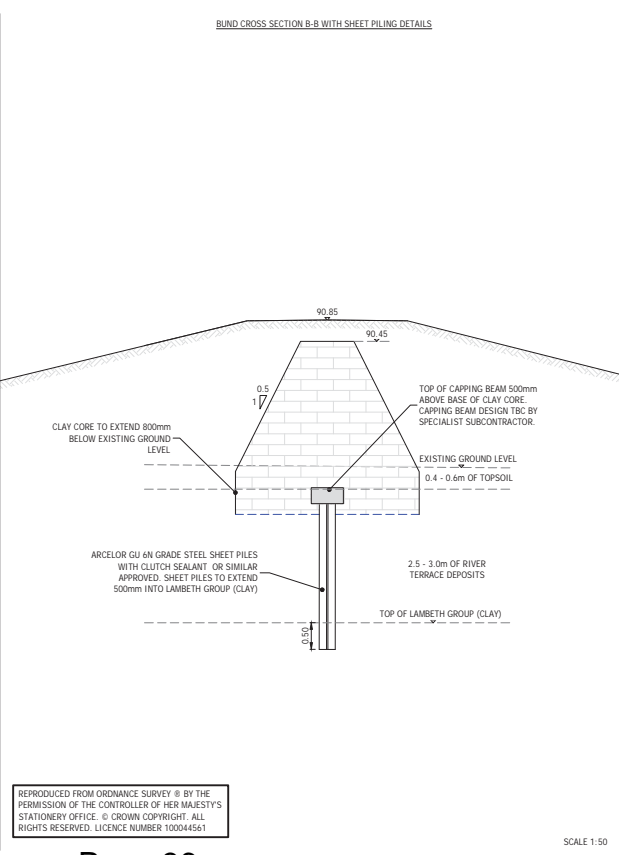 BUND CROSS SECTION B-B WITH SHEET PILING DETAILS
90.85
90.45
0.5
1
TOP OF CAPPING BEAM 500mm
ABOVE BASE OF CLAY CORE.
CAPPING BEAM DESIGN TBC BY
SPECIALIST SUBCONTRACTOR.
CLAY CORE TO EXTEND 800mm
BELOW EXISTING GROUND
LEVEL
EXISTING GROUND LEVEL
0.4 - 0.6m OF TOPSOIL
ARCELOR GU 6N GRADE STEEL SHEET PILES
WITH CLUTCH SEALANT OR SIMILAR
APPROVED. SHEET PILES TO EXTEND
500mm INTO LAMBETH GROUP (CLAY)
2.5 - 3.0m OF RIVER
TERRACE DEPOSITS
TOP OF LAMBETH GROUP (CLAY)
0.50
REPRODUCED FROM ORDNANCE SURVEY ® BY THE
PERMISSION OF THE CONTROLLER OF HER MAJESTY'S
STATIONERY OFFICE. © CROWN COPYRIGHT. ALL
RIGHTS RESERVED. LICENCE NUMBER 100044561
SCALE 1:50